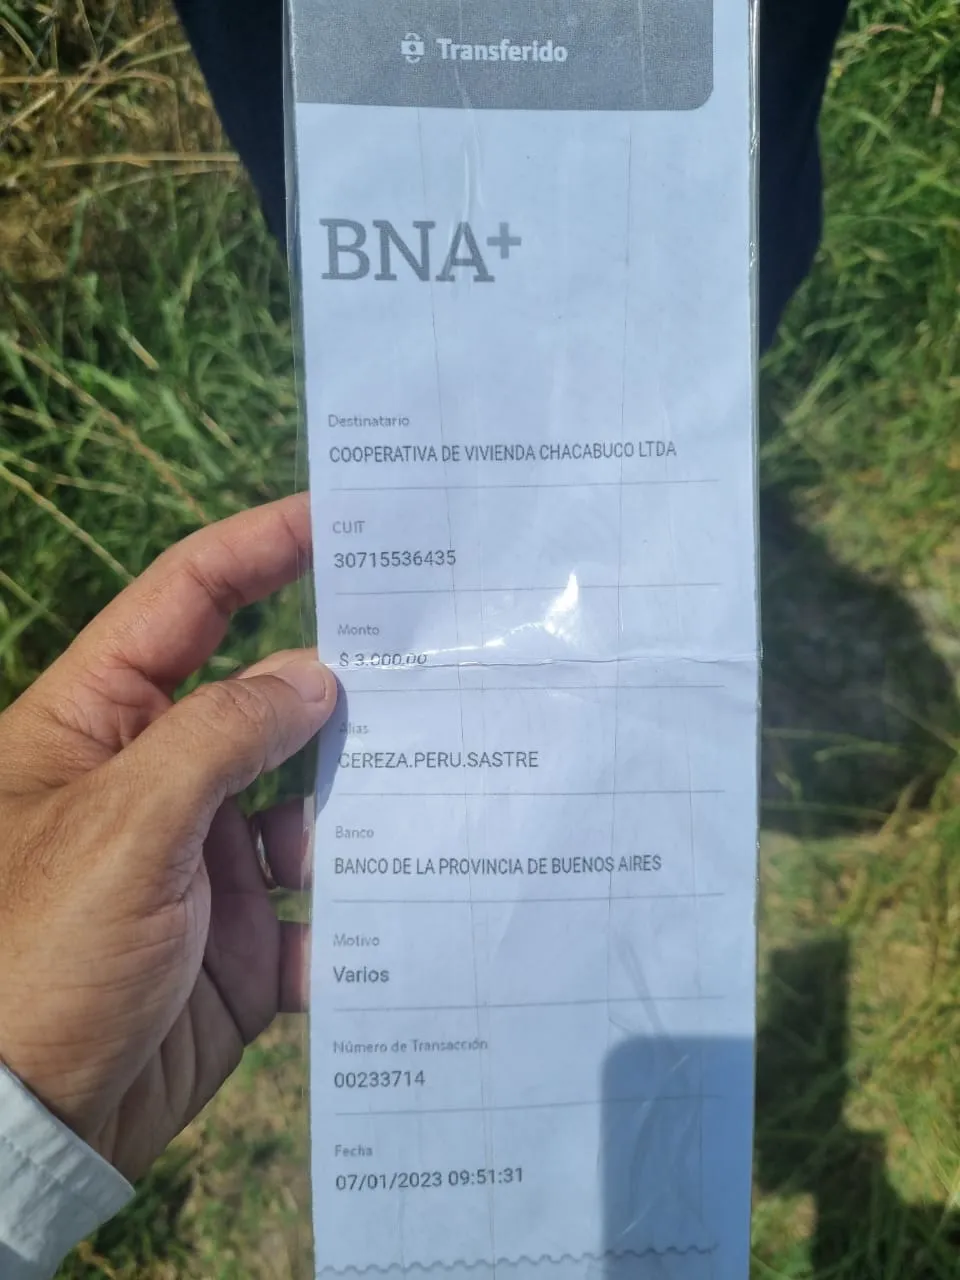 Transferido
BNA+
Destinatario
COOPERATIVA DE VIVIENDA CHACABUCO LTDA
CUIT
30715536435
Monto
$ 3.000.00
Alias
CEREZA.PERU.SASTRE
Banco
BANCO DE LA PROVINCIA DE BUENOS AIRES
Motivo
Varios
Número de Transacción
00233714
Fecha
07/01/2023 09:51:31